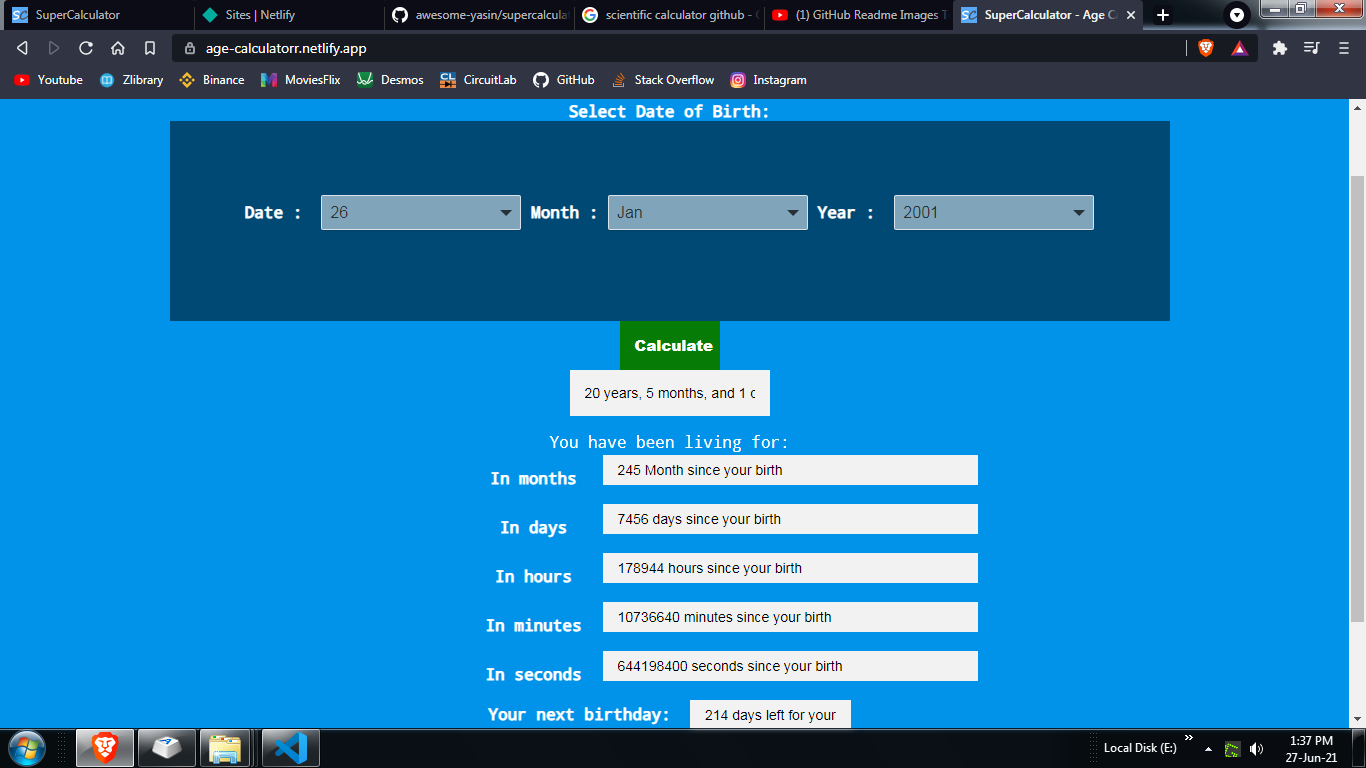 SuperCalculator
Sites | Netlify
awesome-yasin/supercalcula
scientific calculator github -
(1) GitHub Readme Images T
SuperCalculator - Age C
age-calculatorr.netlify.app
Youtube
Zlibrary
Binance
MoviesFlix
Desmos
CircuitLab
GitHub
Stack Overflow
Instagram
Select Date of Birth:
Date : 26 Month : Jan Year : 2001
Calculate
20 years, 5 months, and 1
You have been living for:
In months 245 Month since your birth
In days 7456 days since your birth
In hours 178944 hours since your birth
In minutes 10736640 minutes since your birth
In seconds 644198400 seconds since your birth
Your next birthday: 214 days left for your
Local Disk (E:)
1:37 PM
27-Jun-21